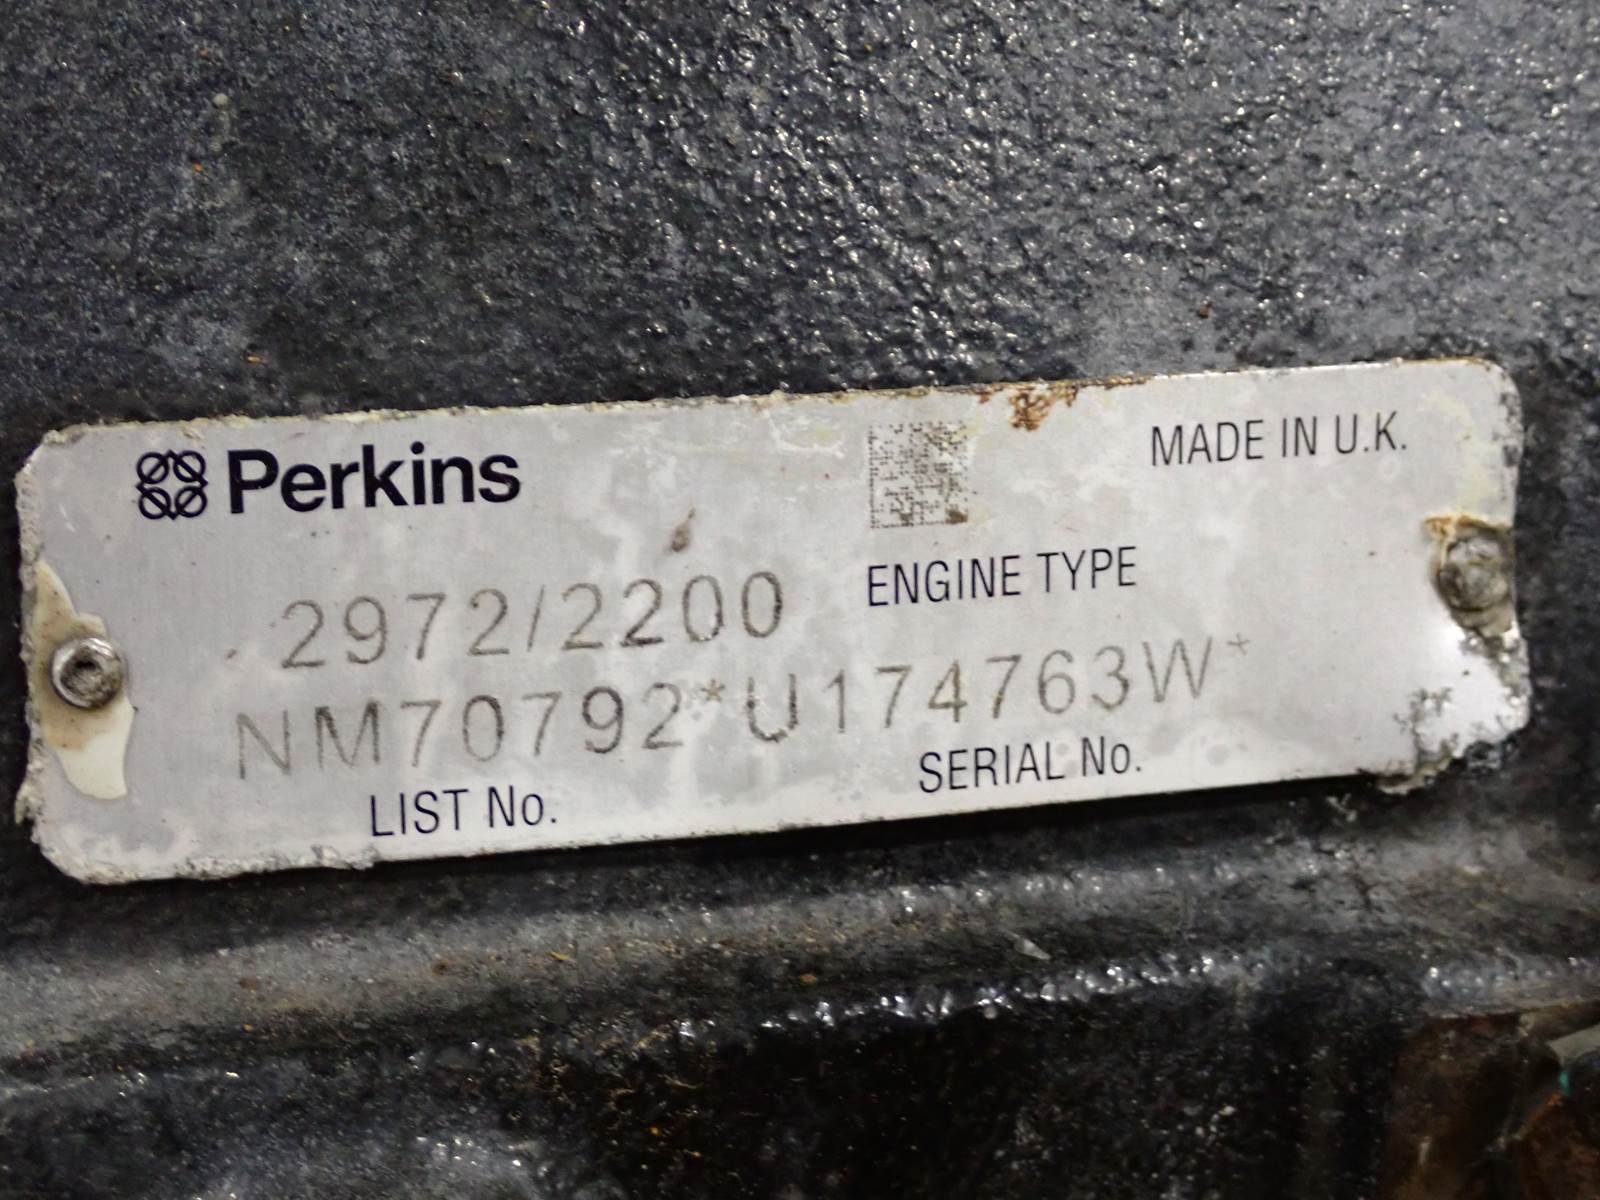 Perkins
MADE IN U.K.
2972/2200
ENGINE TYPE
NM70792*U174763W*
LIST No.
SERIAL No.